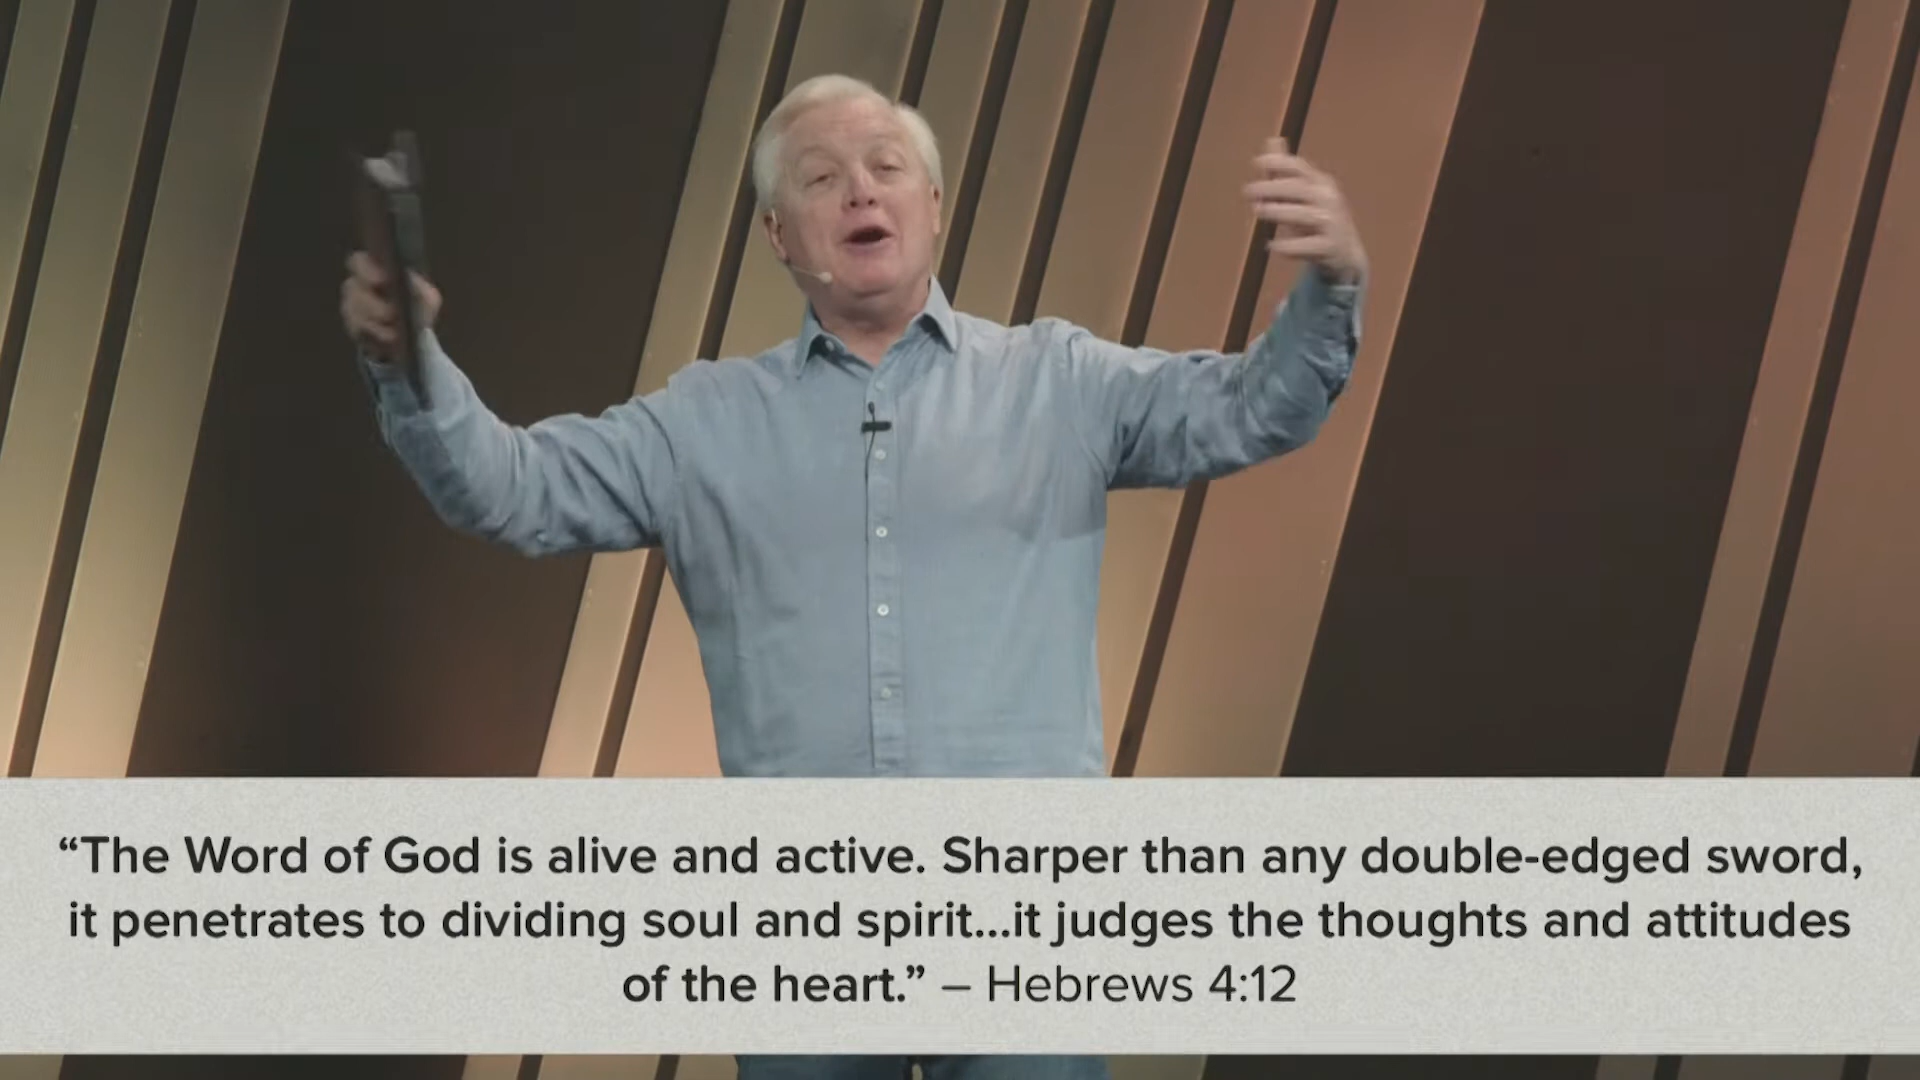 “The Word of God is alive and active. Sharper than any double-edged sword,
it penetrates to dividing soul and spirit...it judges the thoughts and attitudes
of the heart.” – Hebrews 4:12